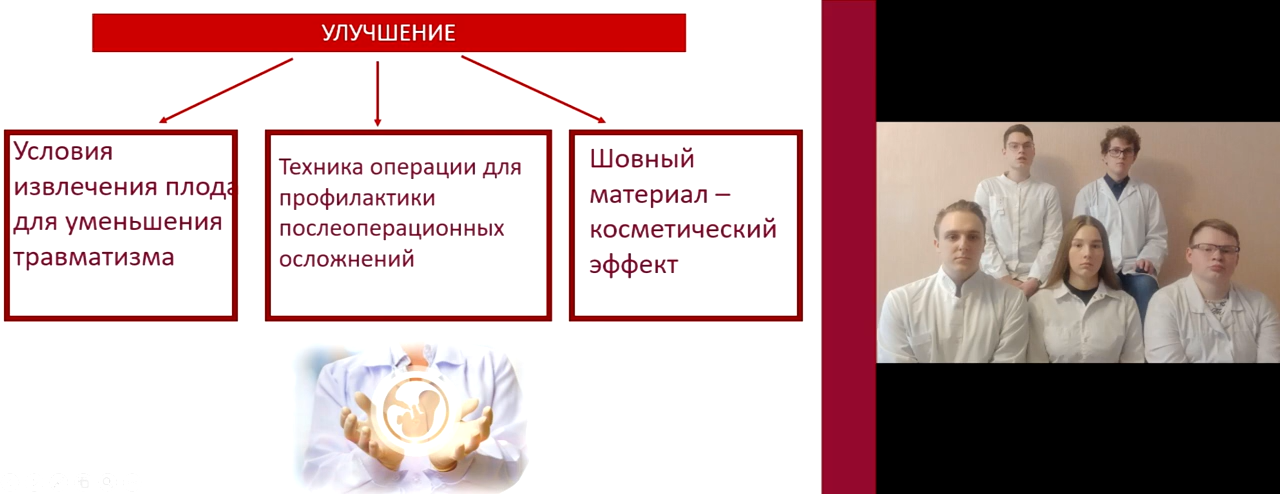 УЛУЧШЕНИЕ
Условия
извлечения плода
для уменьшения
травматизма
Техника операции для
профилактики
послеоперационных
осложнений
Шовный
материал –
косметический
эффект